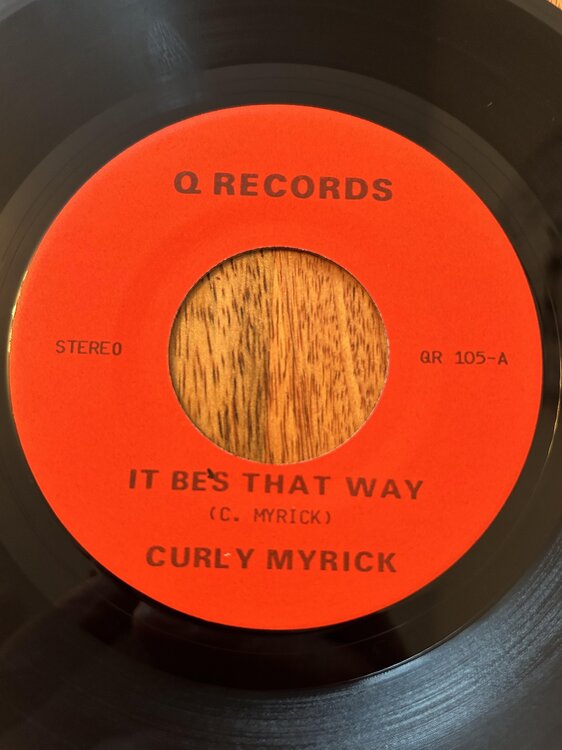 Q RECORDS
STEREO
QR 105-A
IT BE'S THAT WAY
(C. MYRICK)
CURLY MYRICK